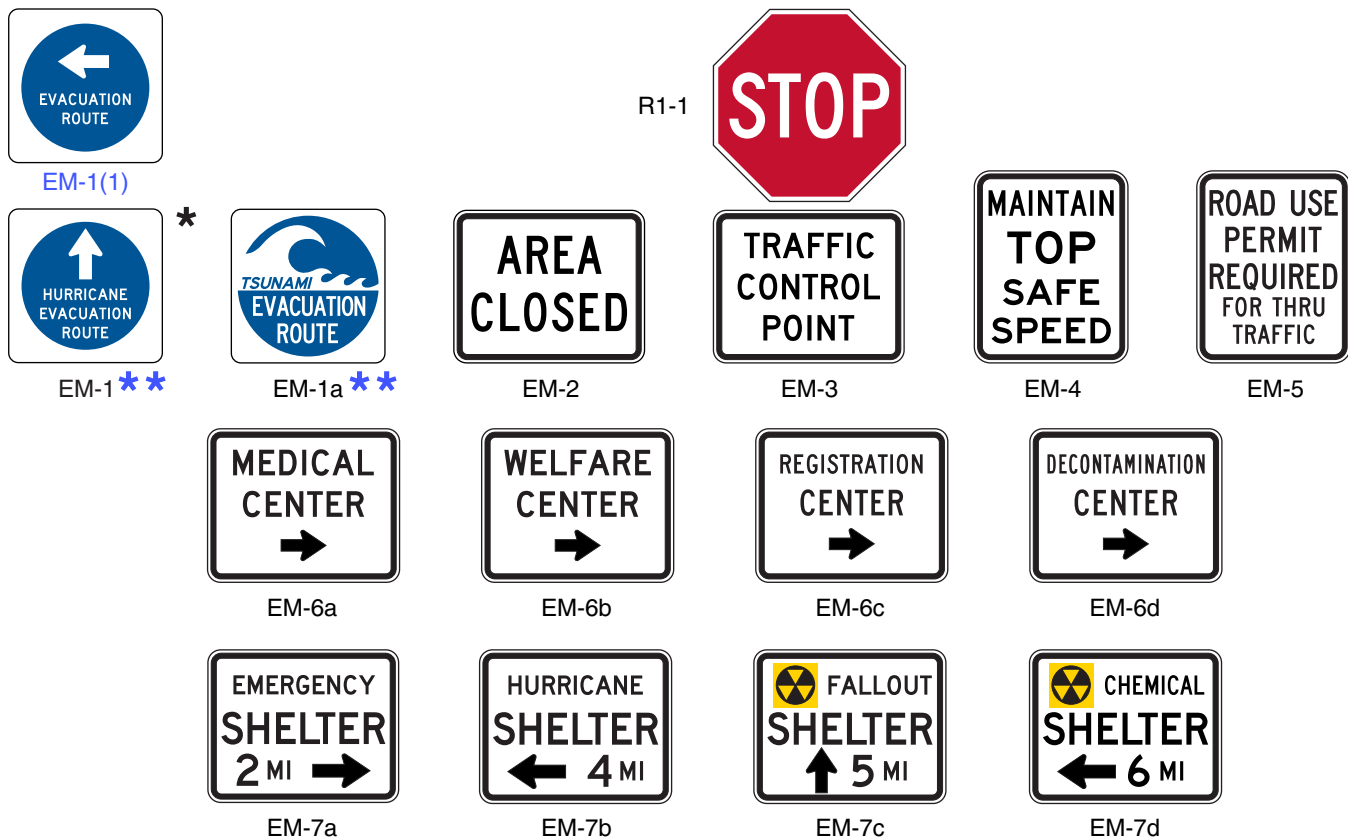 EVACUATION
ROUTE
EM-1(1)
STOP
R1-1
HURRICANE
EVACUATION
ROUTE
*
EM-1**
TSUNAMI
EVACUATION
ROUTE
EM-1a**
AREA
CLOSED
EM-2
TRAFFIC
CONTROL
POINT
EM-3
MAINTAIN
TOP
SAFE
SPEED
EM-4
ROAD USE
PERMIT
REQUIRED
FOR THRU
TRAFFIC
EM-5
MEDICAL
CENTER
EM-6a
WELFARE
CENTER
EM-6b
REGISTRATION
CENTER
EM-6c
DECONTAMINATION
CENTER
EM-6d
EMERGENCY
SHELTER
2 MI
EM-7a
HURRICANE
SHELTER
4 MI
EM-7b
FALLOUT
SHELTER
5 MI
EM-7c
CHEMICAL
SHELTER
6 MI
EM-7d